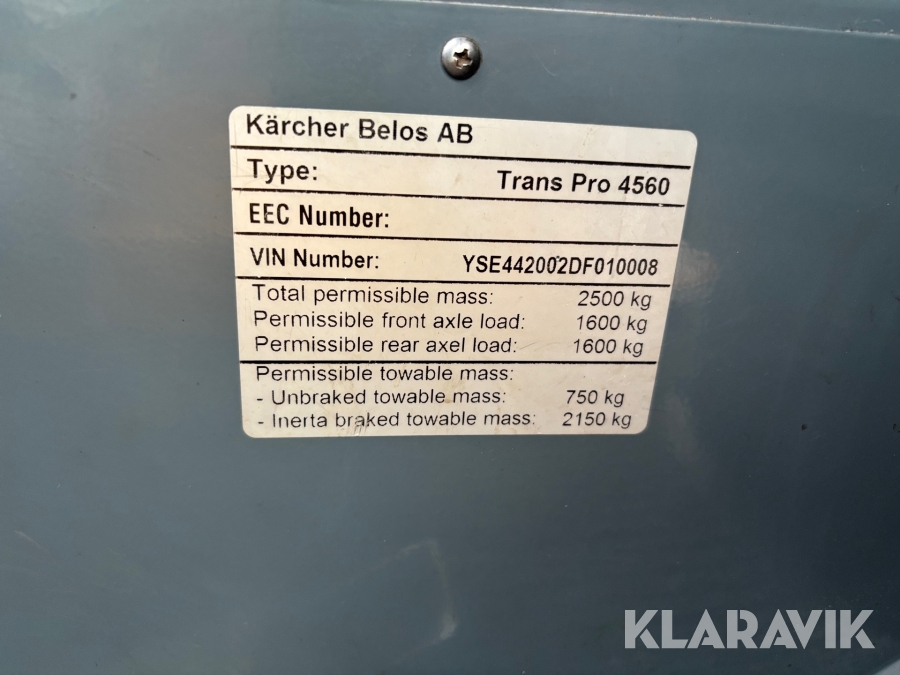 Kärcher Belos AB
Type: Trans Pro 4560
EEC Number:
VIN Number: YSE442002DF010008
Total permissible mass: 2500 kg
Permissible front axle load: 1600 kg
Permissible rear axel load: 1600 kg
Permissible towable mass:
- Unbraked towable mass: 750 kg
- Inerta braked towable mass: 2150 kg
KLARAVIK